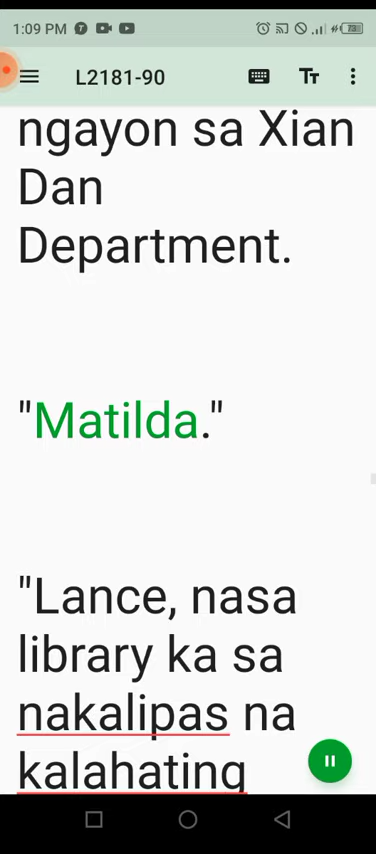 1:09 PM
L2181-90
ngayon sa Xian
Dan
Department.
"Matilda."
"Lance, nasa
library ka sa
nakalipas na
kalahating